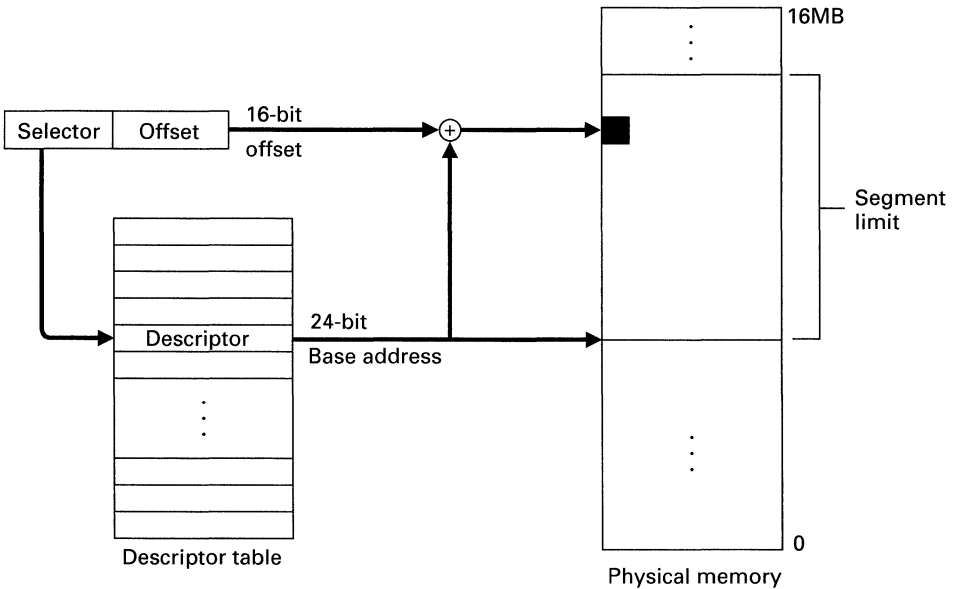 16MB
16-bit
Selector
Offset
offset
Segment
limit
24-bit
Descriptor
Base address
0
Descriptor table
Physical memory